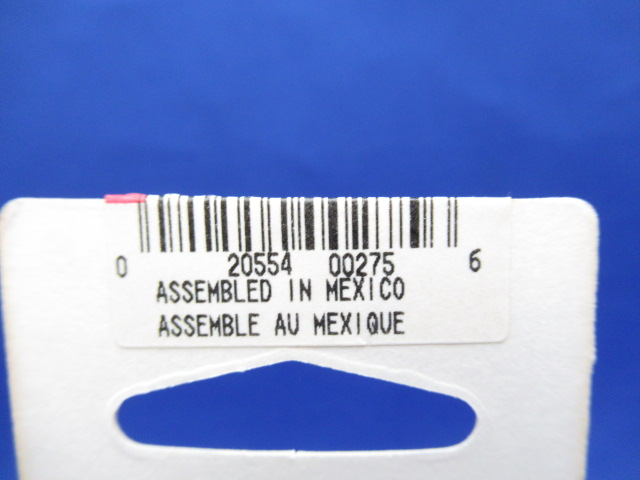 0 20554 00275 6
ASSEMBLED IN MEXICO
ASSEMBLE AU MEXIQUE